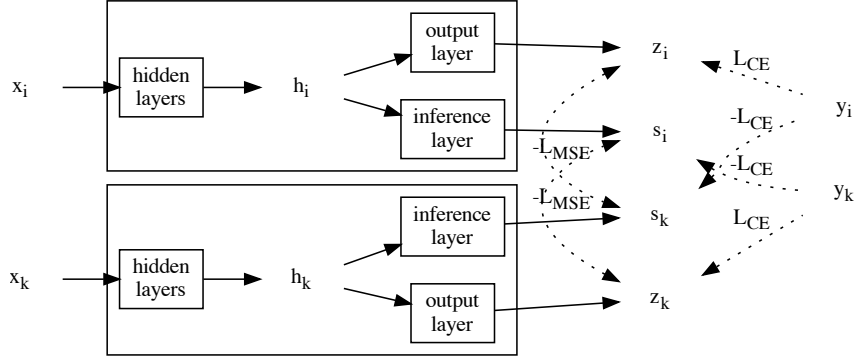 output
layer
z_i
L_CE
x_i
hidden
layers
h_i
y_i
inference
layer
s_i
-L_CE
-L_MSE
-L_CE
-L_MSE
y_k
inference
layer
s_k
L_CE
x_k
hidden
layers
h_k
output
layer
z_k